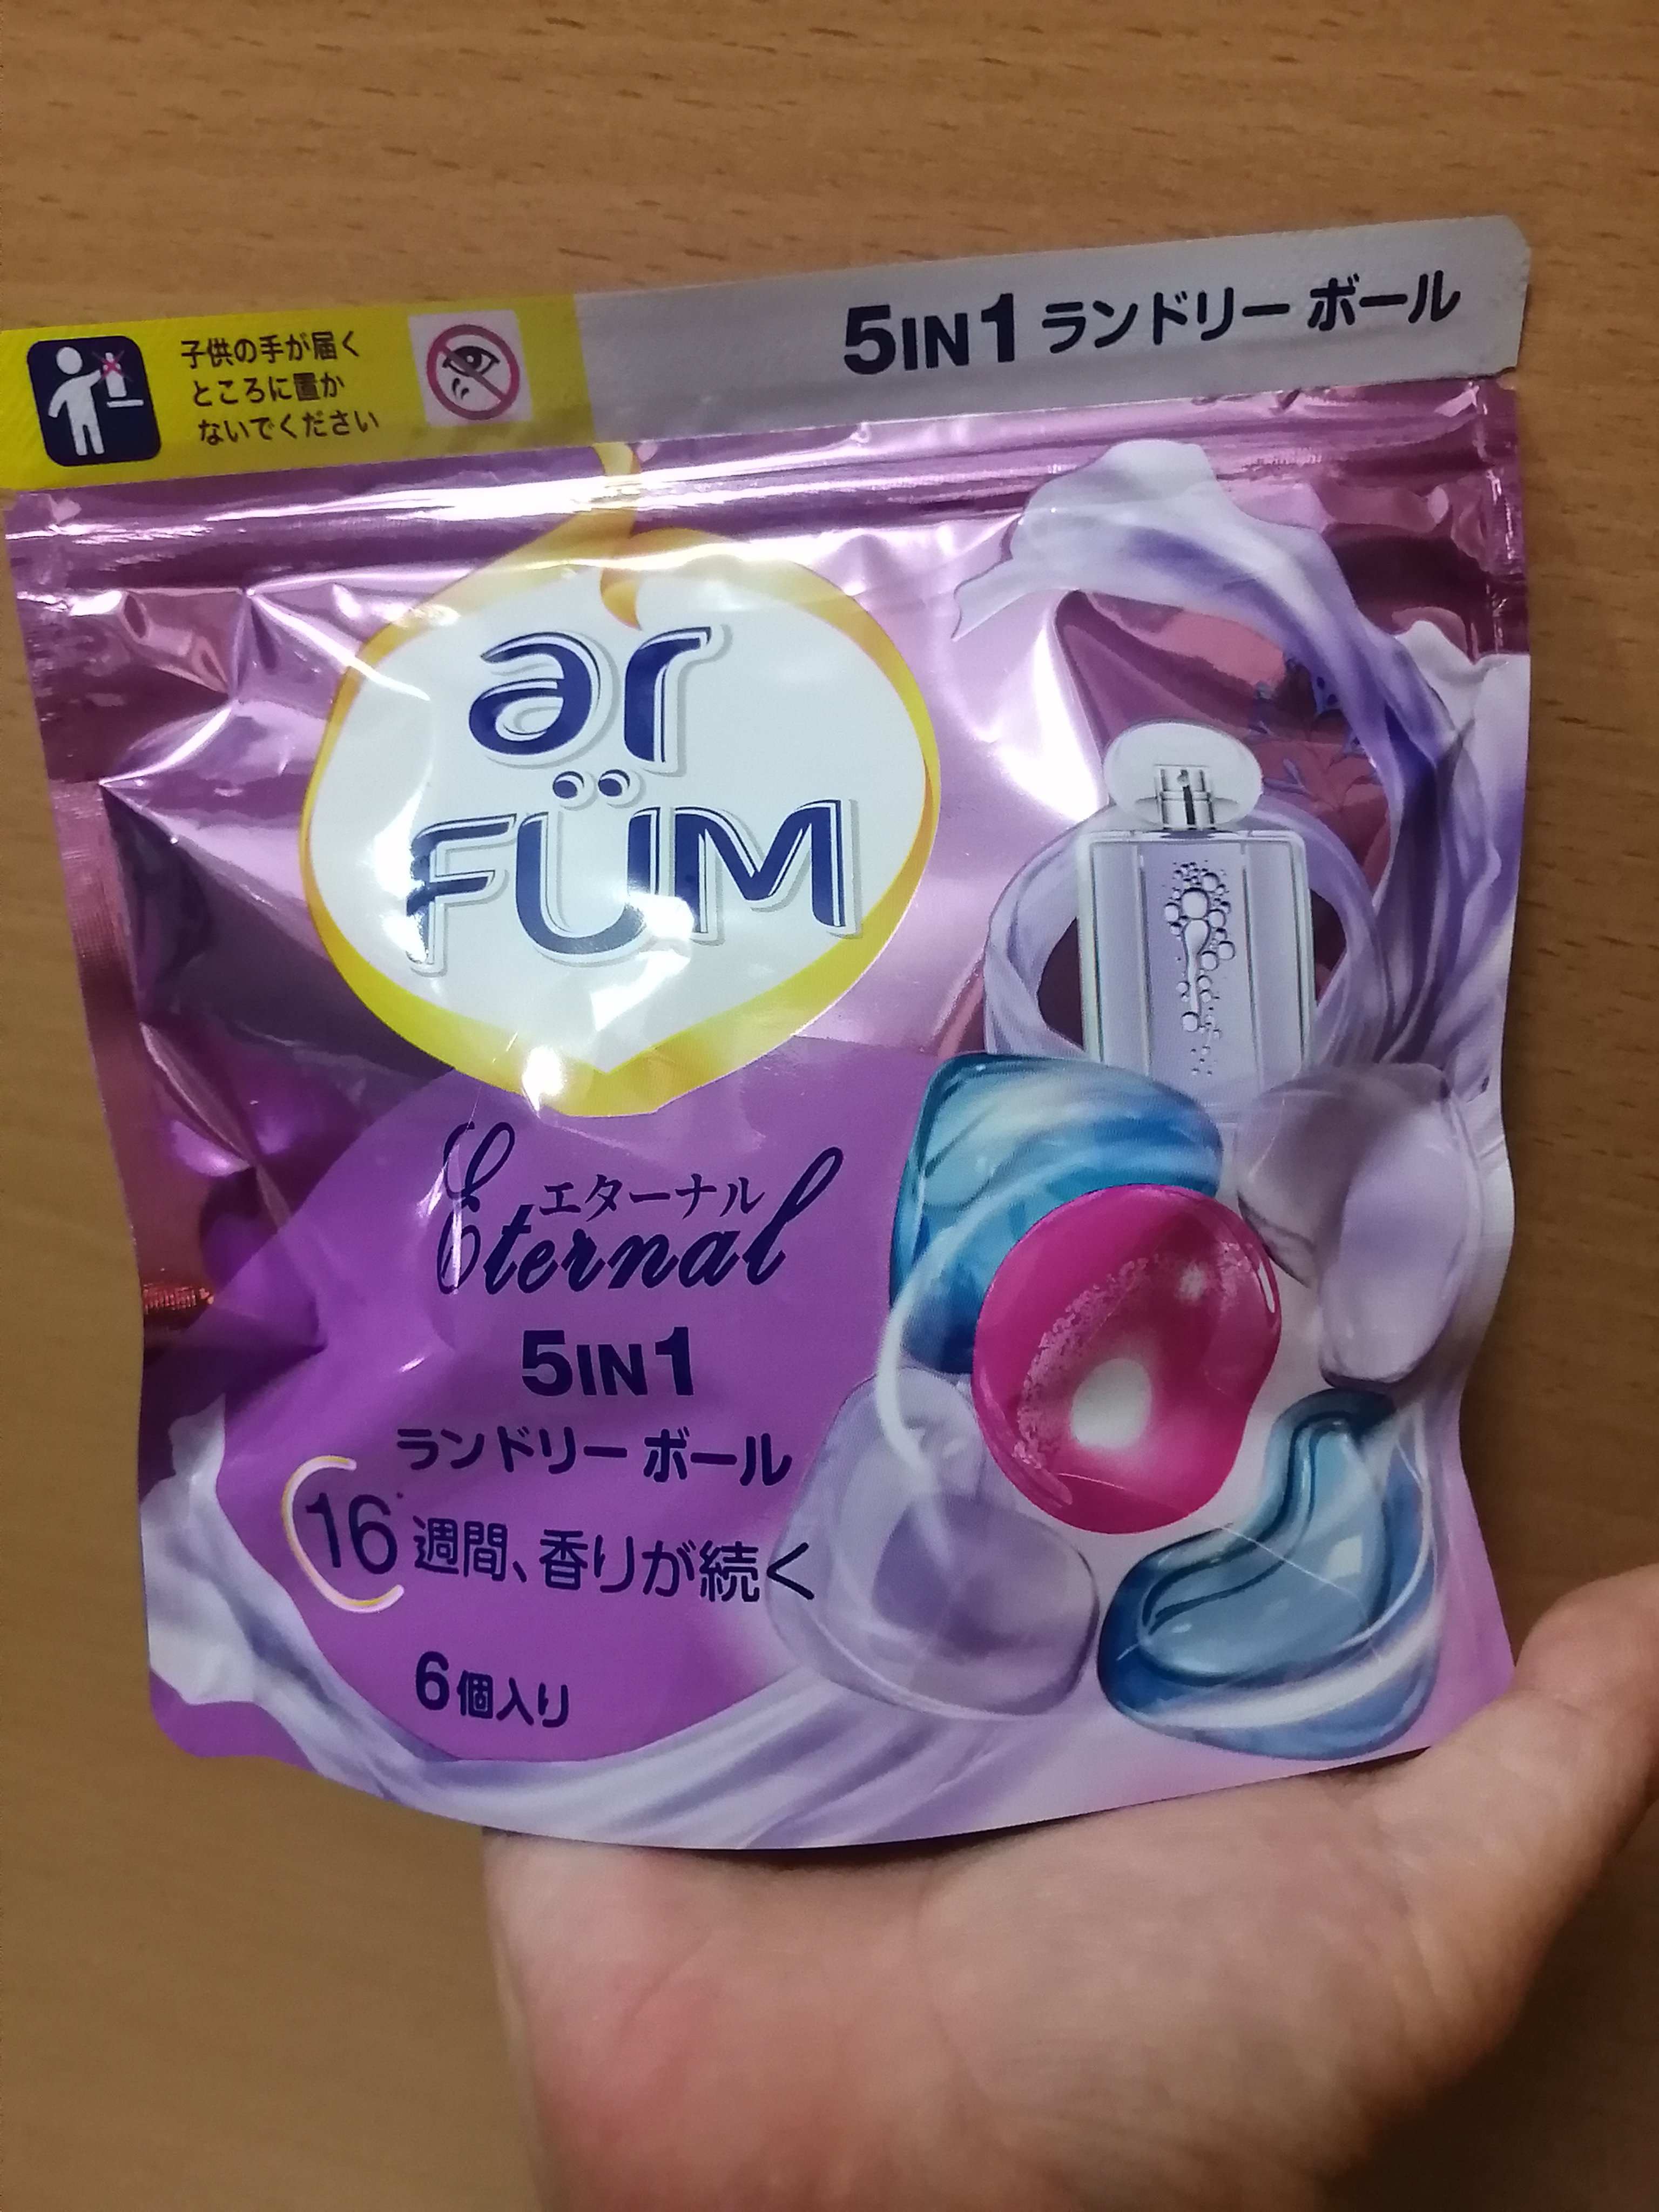 子供の手が届く
ところに置か
ないでください
5IN1 ランドリー ボール
ar
FÜM
エターナル
Eternal
5IN1
ランドリー ボール
16週間、香りが続く
6個入り